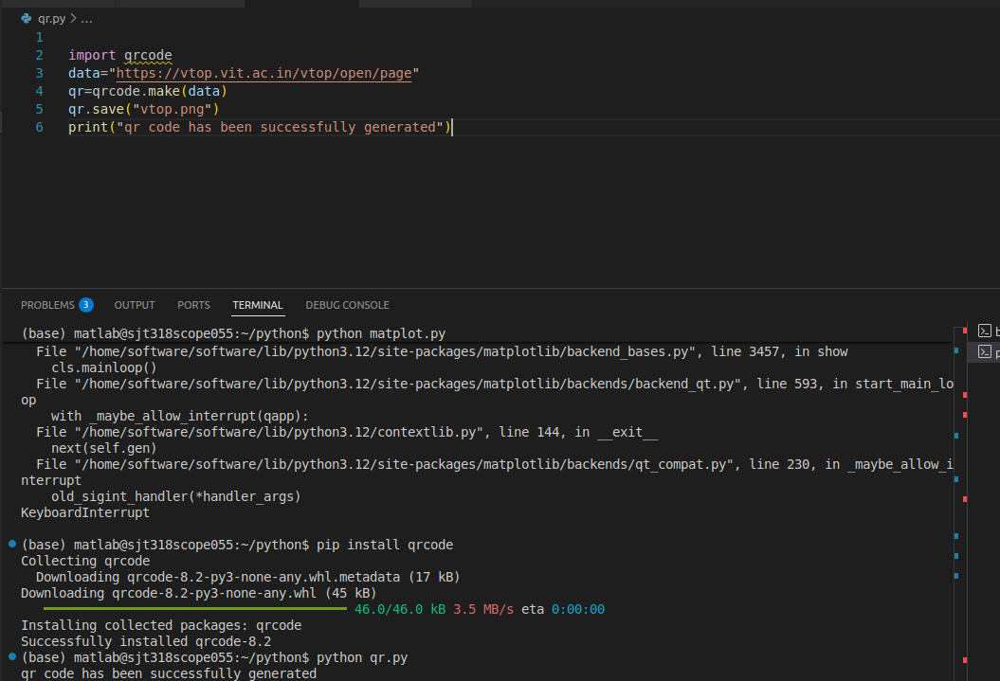 qr.py > ...
1
2 import qrcode
3 data="https://vtop.vit.ac.in/vtop/open/page"
4 qr=qrcode.make(data)
5 qr.save("vtop.png")
6 print("qr code has been successfully generated")
PROBLEMS 3 OUTPUT PORTS TERMINAL DEBUG CONSOLE
(base) matlab@sjt318scope055:~/python$ python matplot.py
File "/home/software/software/lib/python3.12/site-packages/matplotlib/backend_bases.py", line 3457, in show
cls.mainloop()
File "/home/software/software/lib/python3.12/site-packages/matplotlib/backends/backend_qt.py", line 593, in start_main_lo
op
with _maybe_allow_interrupt(qapp):
File "/home/software/software/lib/python3.12/contextlib.py", line 144, in __exit__
next(self.gen)
File "/home/software/software/lib/python3.12/site-packages/matplotlib/backends/qt_compat.py", line 230, in _maybe_allow_i
nterrupt
old_sigint_handler(*handler_args)
KeyboardInterrupt
(base) matlab@sjt318scope055:~/python$ pip install qrcode
Collecting qrcode
Downloading qrcode-8.2-py3-none-any.whl.metadata (17 kB)
Downloading qrcode-8.2-py3-none-any.whl (45 kB)
46.0/46.0 kB 3.5 MB/s eta 0:00:00
Installing collected packages: qrcode
Successfully installed qrcode-8.2
(base) matlab@sjt318scope055:~/python$ python qr.py
qr code has been successfully generated